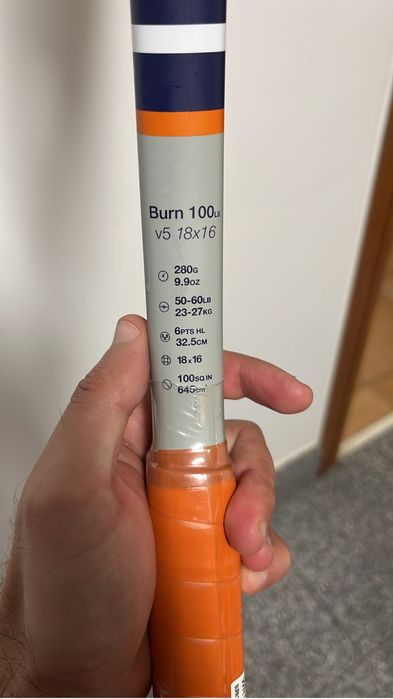 Burn 100LS
v5 18x16
280G
9.9OZ
50-60LB
23-27KG
6PTS HL
32.5CM
18x16
100SQ IN
645cm²